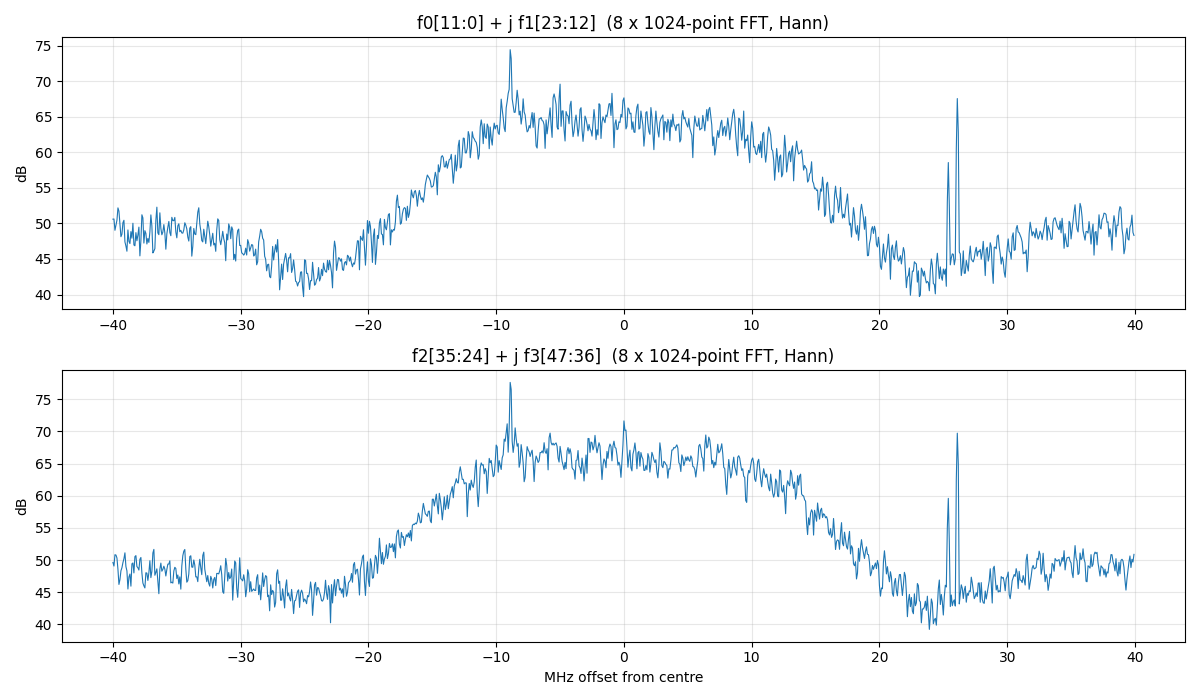 f0[11:0] + j f1[23:12]  (8 x 1024-point FFT, Hann)
75
70
65
60
55
50
45
40
dB
−40 −30 −20 −10 0 10 20 30 40
f2[35:24] + j f3[47:36]  (8 x 1024-point FFT, Hann)
75
70
65
60
55
50
45
40
dB
−40 −30 −20 −10 0 10 20 30 40
MHz offset from centre